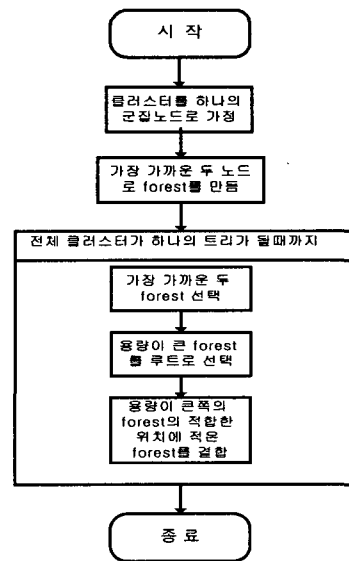 시 작
클러스터를 하나의
군집노드로 가정
가장 가까운 두 노드
로 forest를 만듬
전체 클러스터가 하나의 트리가 될때까지
가장 가까운 두
forest 선택
용량이 큰 forest
를 루트로 선택
용량이 큰쪽의
forest의 적합한
위치에 적은
forest를 결합
종 료